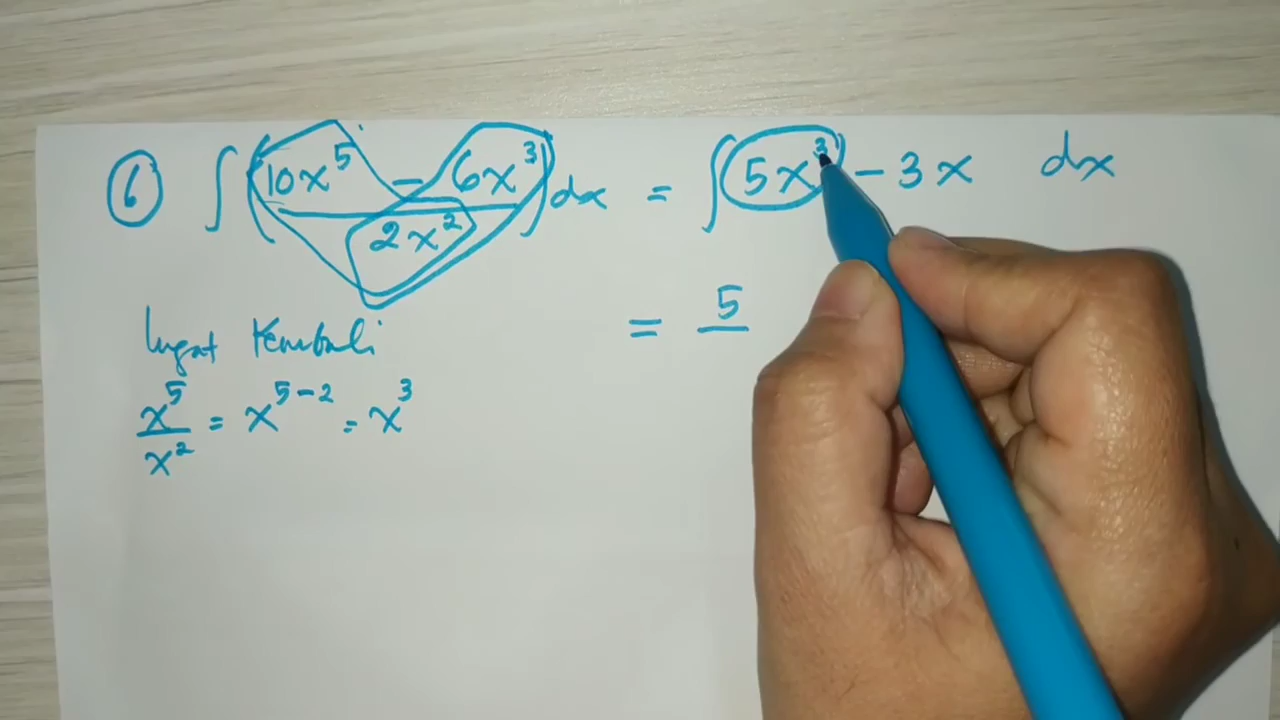 6 ∫ ( (10x⁵ − 6x³) / 2x² ) dx = ∫ (5x³) − 3x dx
= 5
Ingat Kembali
x⁵ / x² = x⁵⁻² = x³